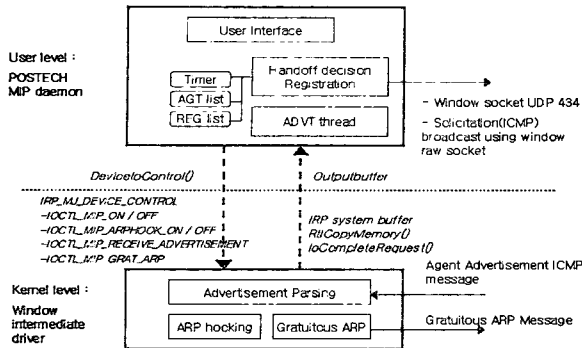 User Interface
User level :
POSTECH
MIP daemon
Timer
AGT list
REG list
Handoff decision
Registration
ADVT thread
- Window socket UDP 434
- Solicitation(ICMP)
broadcast using window
raw socket
DeviceIoControl()
Outputbuffer
IRP_MJ_DEVICE_CONTROL
-IOCTL_MIP_ON / OFF
-IOCTL_MIP_ARPHOOK_ON / OFF
-IOCTL_MIP_RECEIVE_ADVERTISEMENT
-IOCTL_MIP_GRAT_ARP
IRP system buffer
RtlCopyMemory()
IoCompleteRequest()
Kernel level :
Window
intermediate
driver
Advertisement Parsing
ARP hocking
Gratuitous ARP
Agent Advertisement ICMP
message
Gratuitous ARP Message